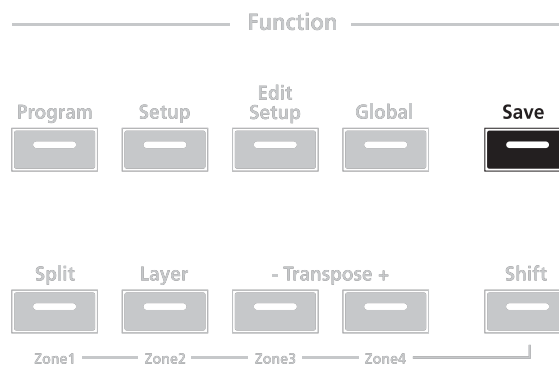 Function
Program Setup Edit Setup Global Save
Split Layer - Transpose + Shift
Zone1 Zone2 Zone3 Zone4